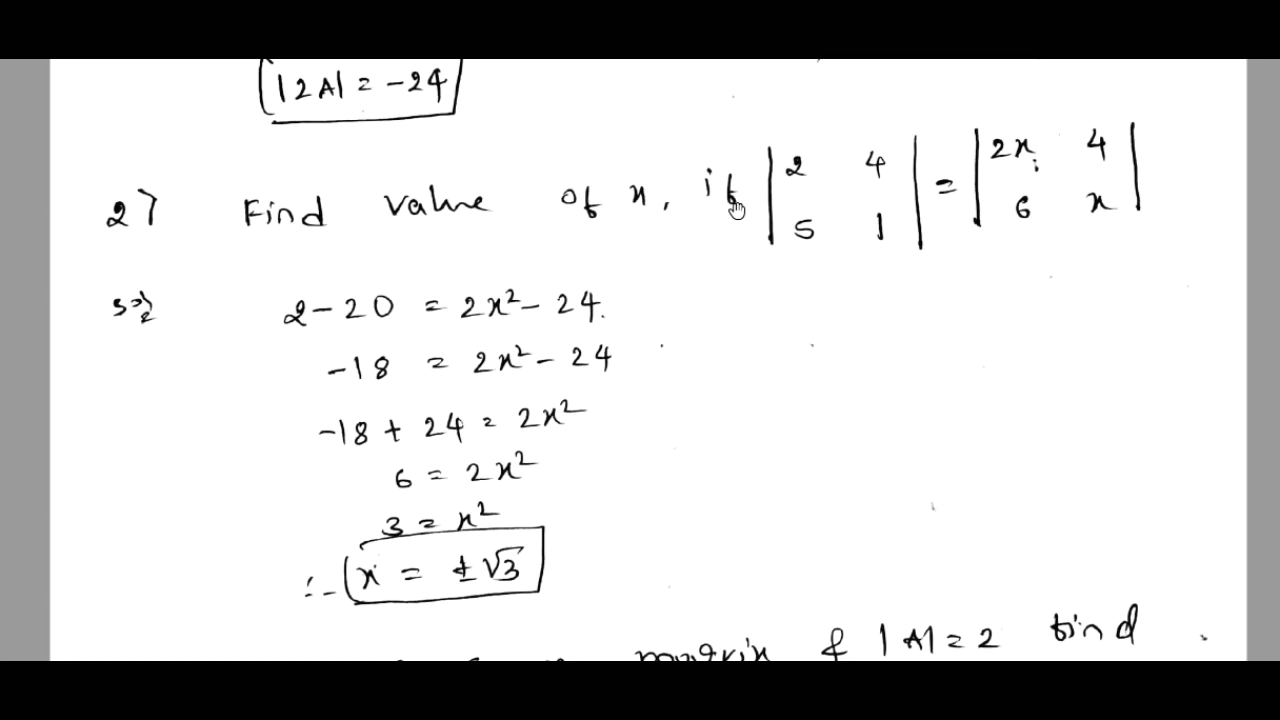 |2A| = -24
2) Find value of x, if |2 4| = |2x 4|
|5 1| |6 x|
Sol:
2 - 20 = 2x² - 24.
-18 = 2x² - 24
-18 + 24 = 2x²
6 = 2x²
3 = x²
∴ x = ±√3
& |A| = 2 find